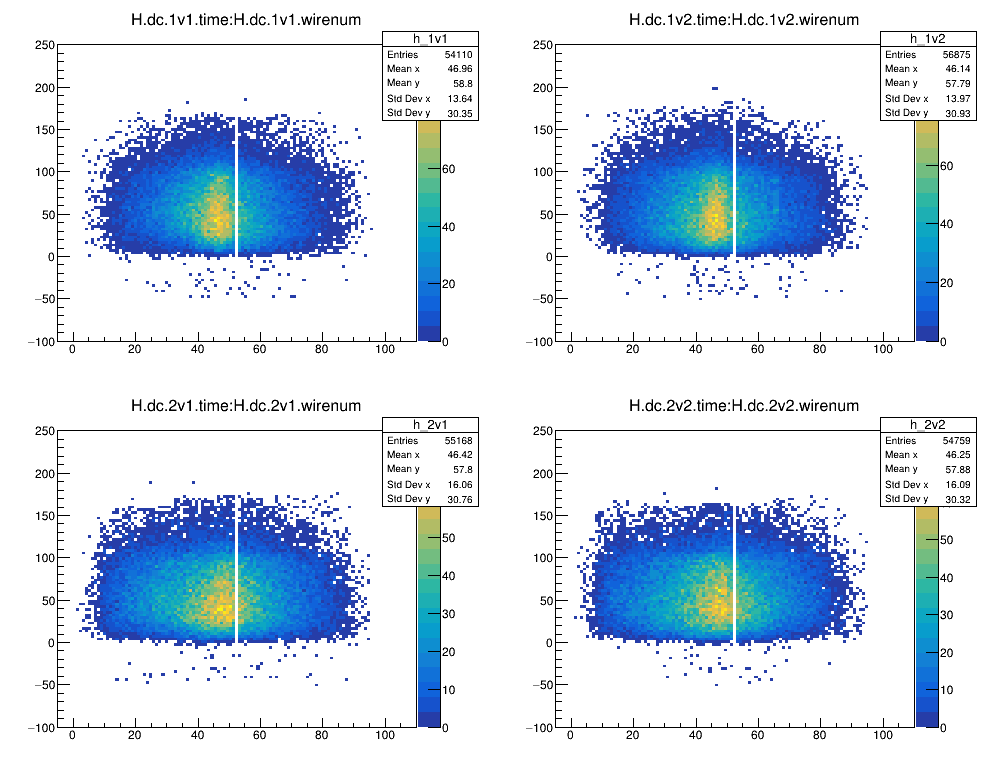 H.dc.1v1.time:H.dc.1v1.wirenum
h_1v1
Entries 54110
Mean x 46.96
Mean y 58.8
Std Dev x 13.64
Std Dev y 30.35
250
200
150
100
50
0
−50
−100
0 20 40 60 80 100
60
40
20
0
H.dc.1v2.time:H.dc.1v2.wirenum
h_1v2
Entries 56875
Mean x 46.14
Mean y 57.79
Std Dev x 13.97
Std Dev y 30.93
250
200
150
100
50
0
−50
−100
0 20 40 60 80 100
60
40
20
0
H.dc.2v1.time:H.dc.2v1.wirenum
h_2v1
Entries 55168
Mean x 46.42
Mean y 57.8
Std Dev x 16.06
Std Dev y 30.76
250
200
150
100
50
0
−50
−100
0 20 40 60 80 100
50
40
30
20
10
0
H.dc.2v2.time:H.dc.2v2.wirenum
h_2v2
Entries 54759
Mean x 46.25
Mean y 57.88
Std Dev x 16.09
Std Dev y 30.32
250
200
150
100
50
0
−50
−100
0 20 40 60 80 100
50
40
30
20
10
0